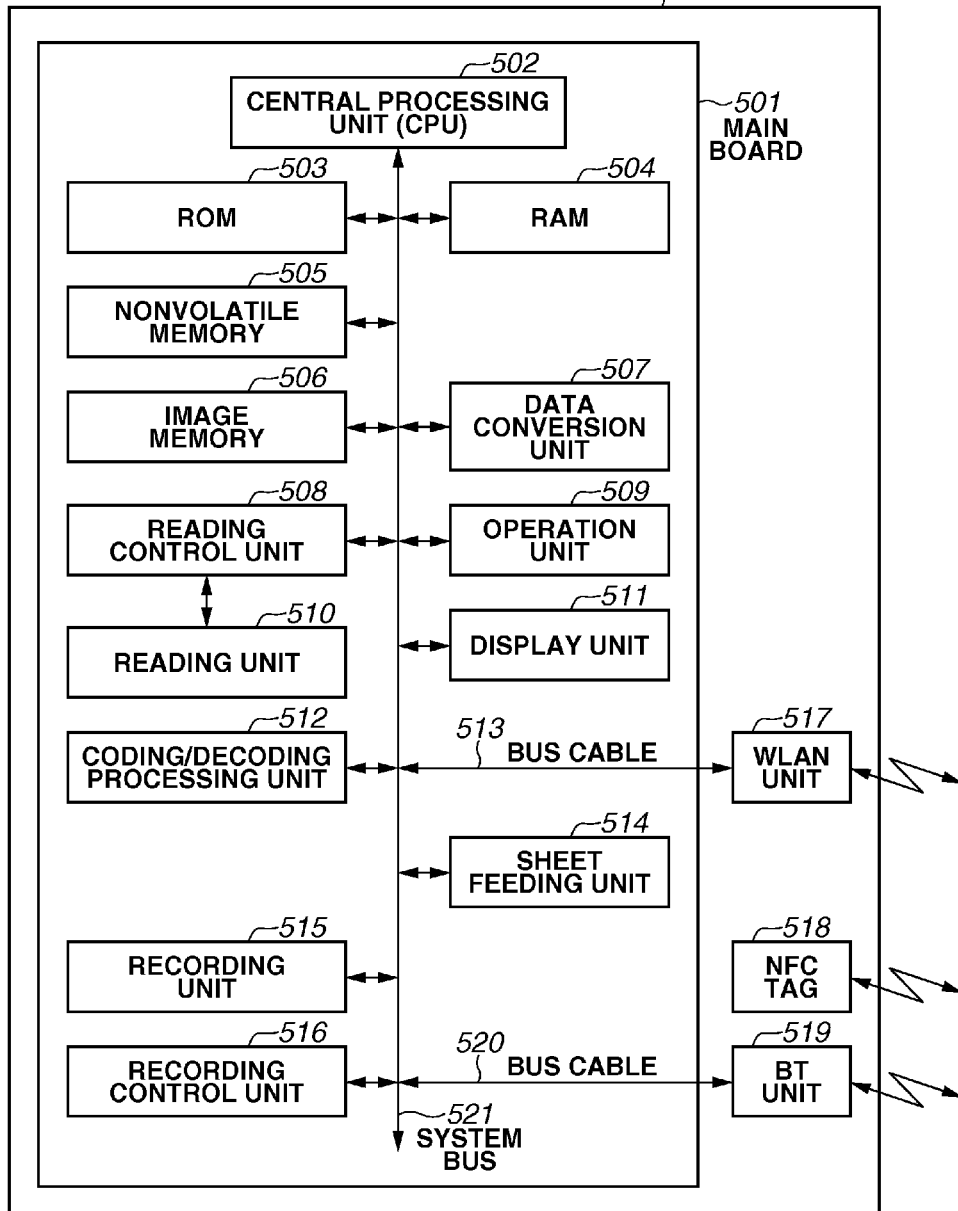 502
CENTRAL PROCESSING
UNIT (CPU)
501
MAIN
BOARD
503
ROM
504
RAM
505
NONVOLATILE
MEMORY
506
IMAGE
MEMORY
507
DATA
CONVERSION
UNIT
508
READING
CONTROL UNIT
509
OPERATION
UNIT
510
READING UNIT
511
DISPLAY UNIT
512
CODING/DECODING
PROCESSING UNIT
513
BUS CABLE
517
WLAN
UNIT
514
SHEET
FEEDING UNIT
515
RECORDING
UNIT
518
NFC
TAG
516
RECORDING
CONTROL UNIT
520
BUS CABLE
519
BT
UNIT
521
SYSTEM
BUS